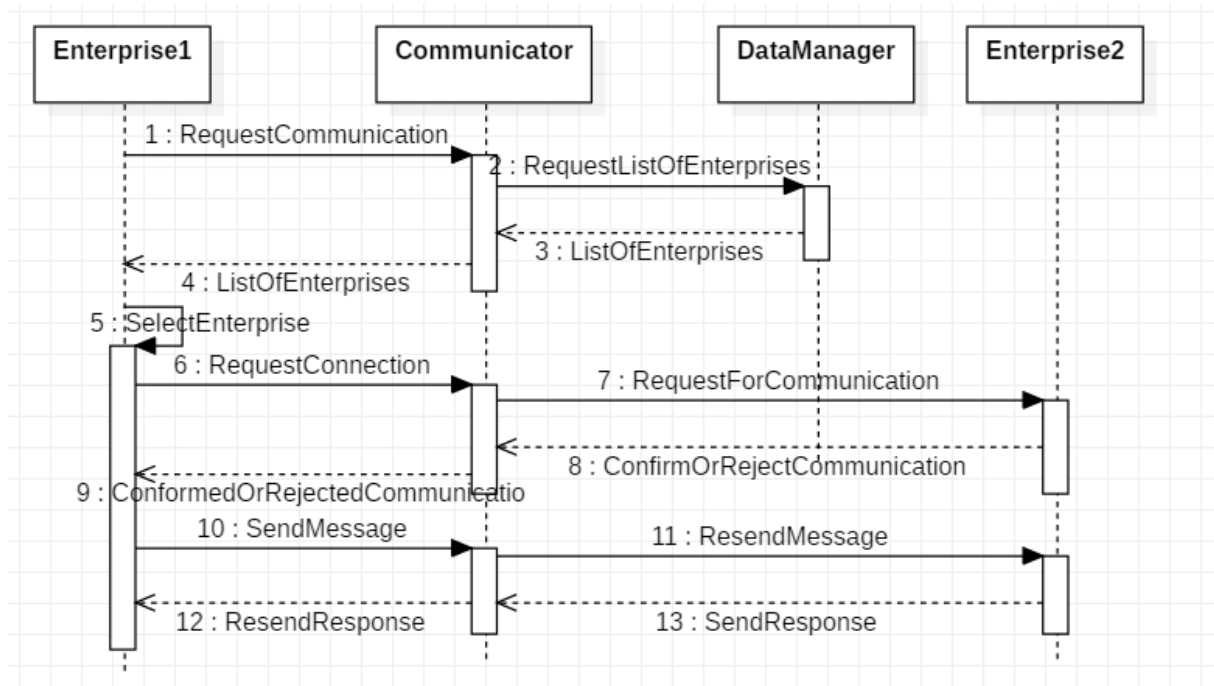 Enterprise1
Communicator
DataManager
Enterprise2
1 : RequestCommunication
2 : RequestListOfEnterprises
3 : ListOfEnterprises
4 : ListOfEnterprises
5 : SelectEnterprise
6 : RequestConnection
7 : RequestForCommunication
8 : ConfirmOrRejectCommunication
9 : ConformedOrRejectedCommunicatio
10 : SendMessage
11 : ResendMessage
12 : ResendResponse
13 : SendResponse